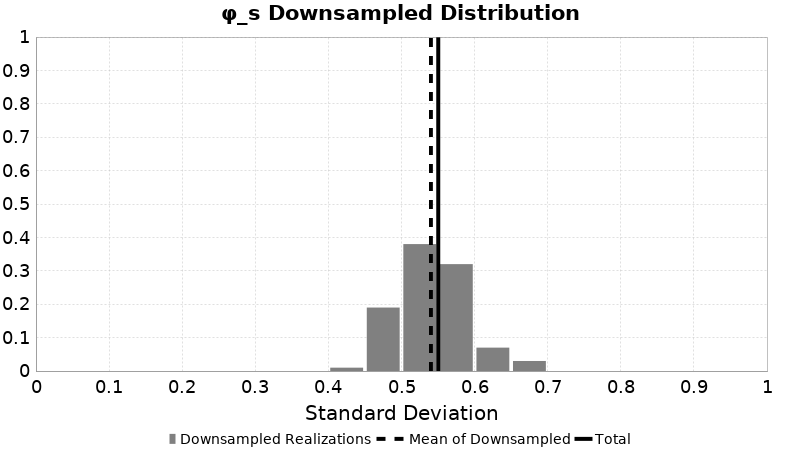 φ_s Downsampled Distribution
1
0.9
0.8
0.7
0.6
0.5
0.4
0.3
0.2
0.1
0
0 0.1 0.2 0.3 0.4 0.5 0.6 0.7 0.8 0.9 1
Standard Deviation
Downsampled Realizations Mean of Downsampled Total